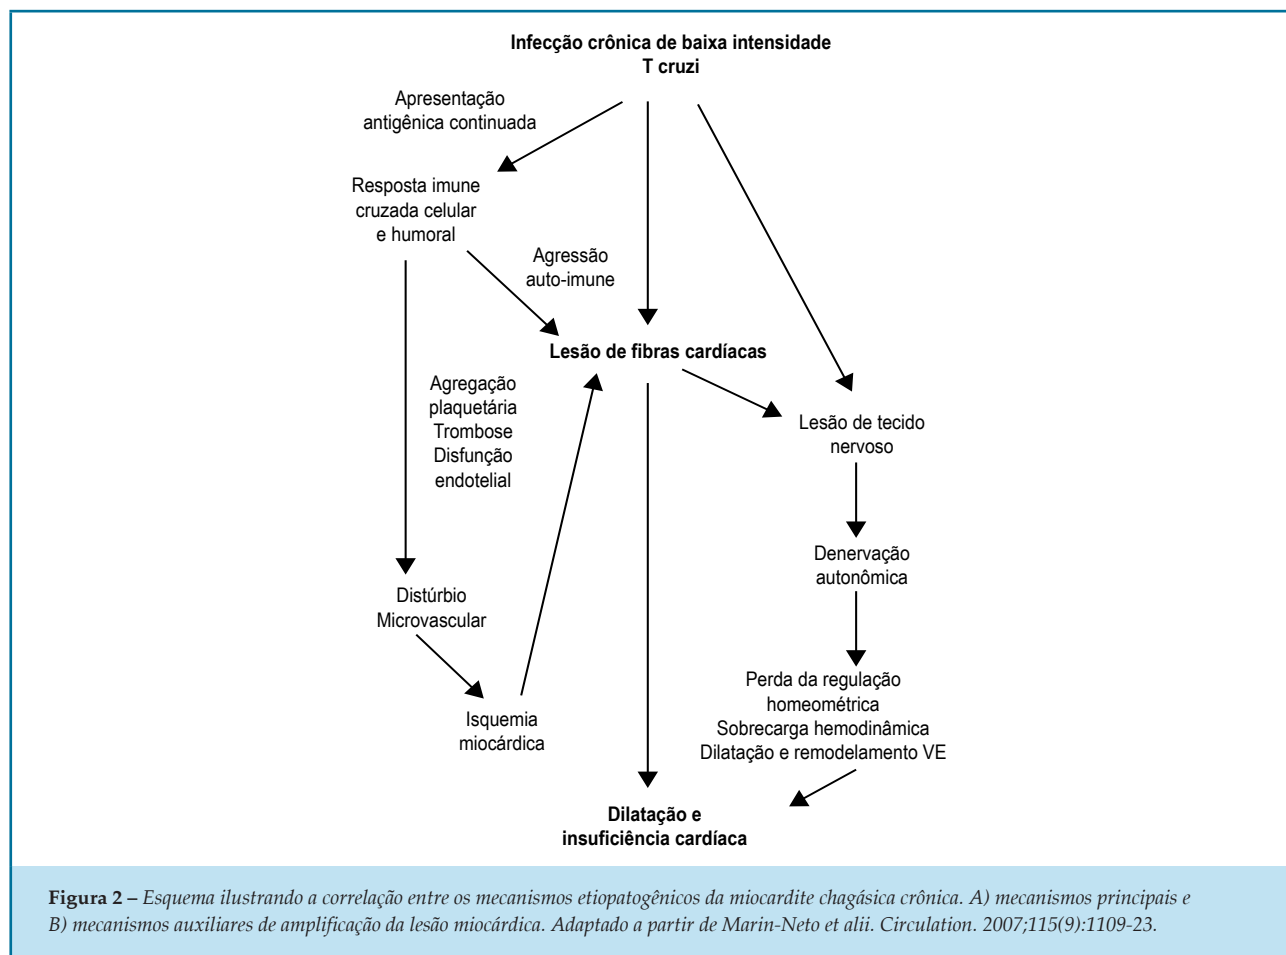 Infecção crônica de baixa intensidade
T cruzi
Apresentação
antigênica continuada
Resposta imune
cruzada celular
e humoral
Agressão
auto-imune
Lesão de fibras cardíacas
Agregação
plaquetária
Trombose
Disfunção
endotelial
Lesão de tecido
nervoso
Denervação
autonômica
Distúrbio
Microvascular
Perda da regulação
homeométrica
Sobrecarga hemodinâmica
Dilatação e remodelamento VE
Isquemia
miocárdica
Dilatação e
insuficiência cardíaca
Figura 2 – Esquema ilustrando a correlação entre os mecanismos etiopatogênicos da miocardite chagásica crônica. A) mecanismos principais e
B) mecanismos auxiliares de amplificação da lesão miocárdica. Adaptado a partir de Marin-Neto et alii. Circulation. 2007;115(9):1109-23.